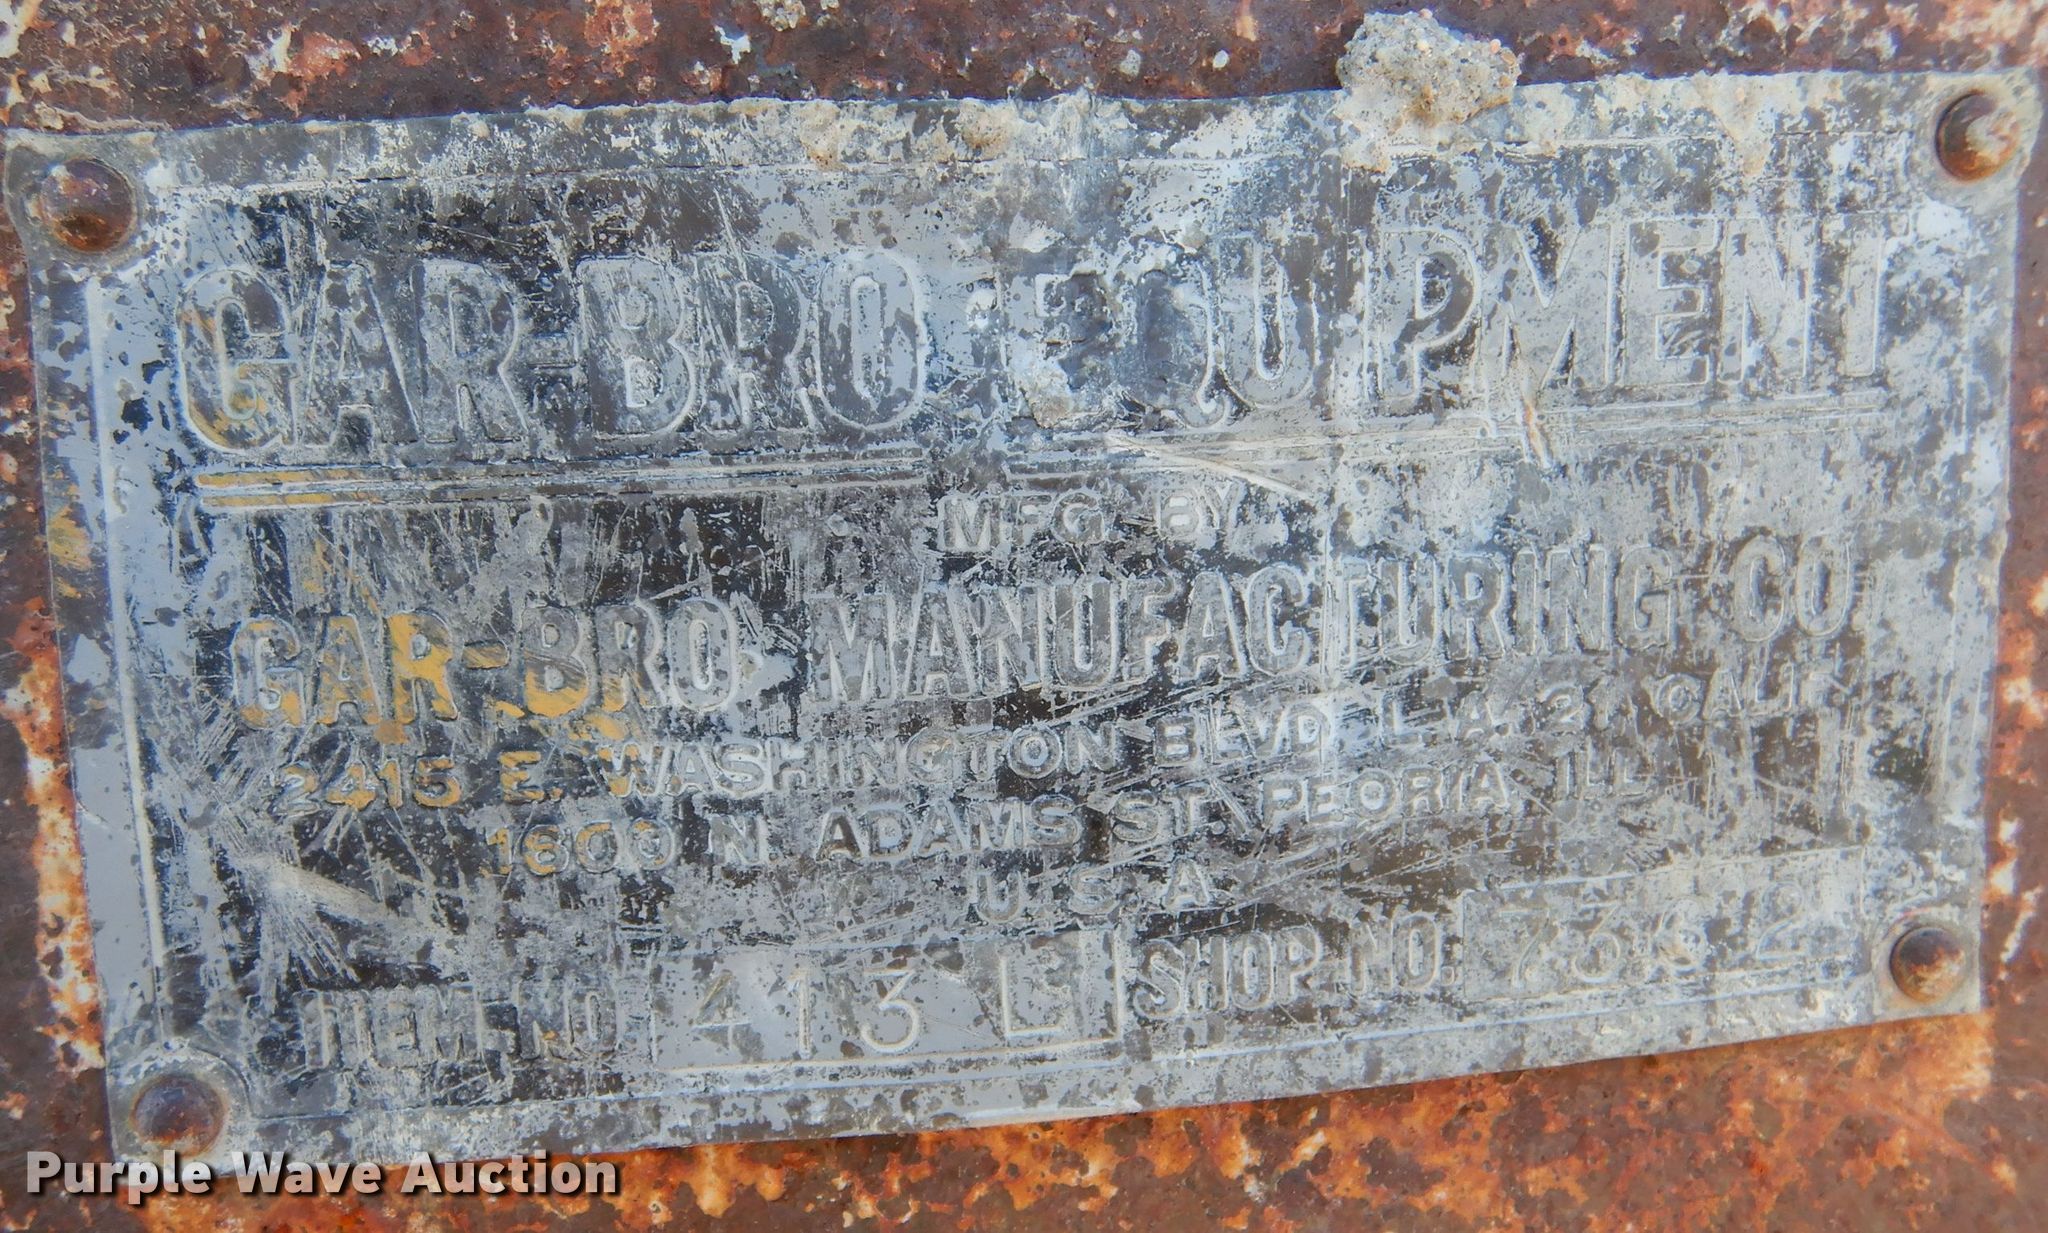 GAR-BRO EQUIPMENT
MFG. BY
GAR-BRO MANUFACTURING CO
2415 E. WASHINGTON BLVD. L. A. 21, CALIF.
1600 N. ADAMS ST. PEORIA, ILL.
U. S. A.
ITEM NO 413 L SHOP NO. 7362
Purple Wave Auction